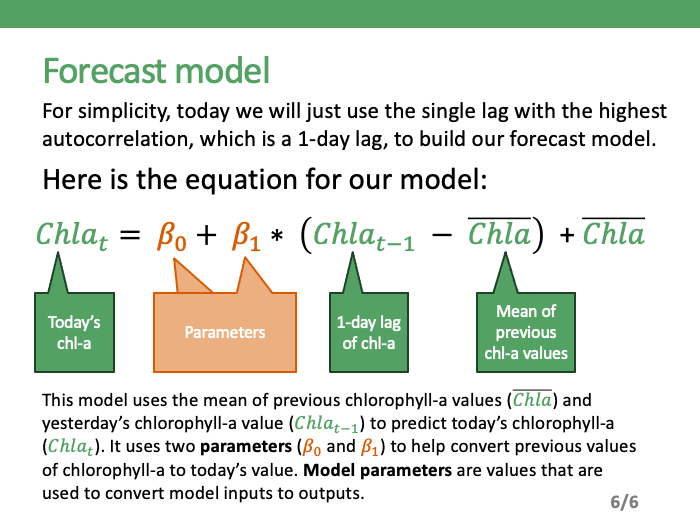 Forecast model
For simplicity, today we will just use the single lag with the highest
autocorrelation, which is a 1-day lag, to build our forecast model.
Here is the equation for our model:
$Chla_t = \beta_0 + \beta_1 * (Chla_{t-1} - \overline{Chla}) + \overline{Chla}$
Today’s
chl-a
Parameters
1-day lag
of chl-a
Mean of
previous
chl-a values
This model uses the mean of previous chlorophyll-a values ($\overline{Chla}$) and
yesterday’s chlorophyll-a value ($Chla_{t-1}$) to predict today’s chlorophyll-a
($Chla_t$). It uses two parameters ($\beta_0$ and $\beta_1$) to help convert previous values
of chlorophyll-a to today’s value. Model parameters are values that are
used to convert model inputs to outputs.
6/6